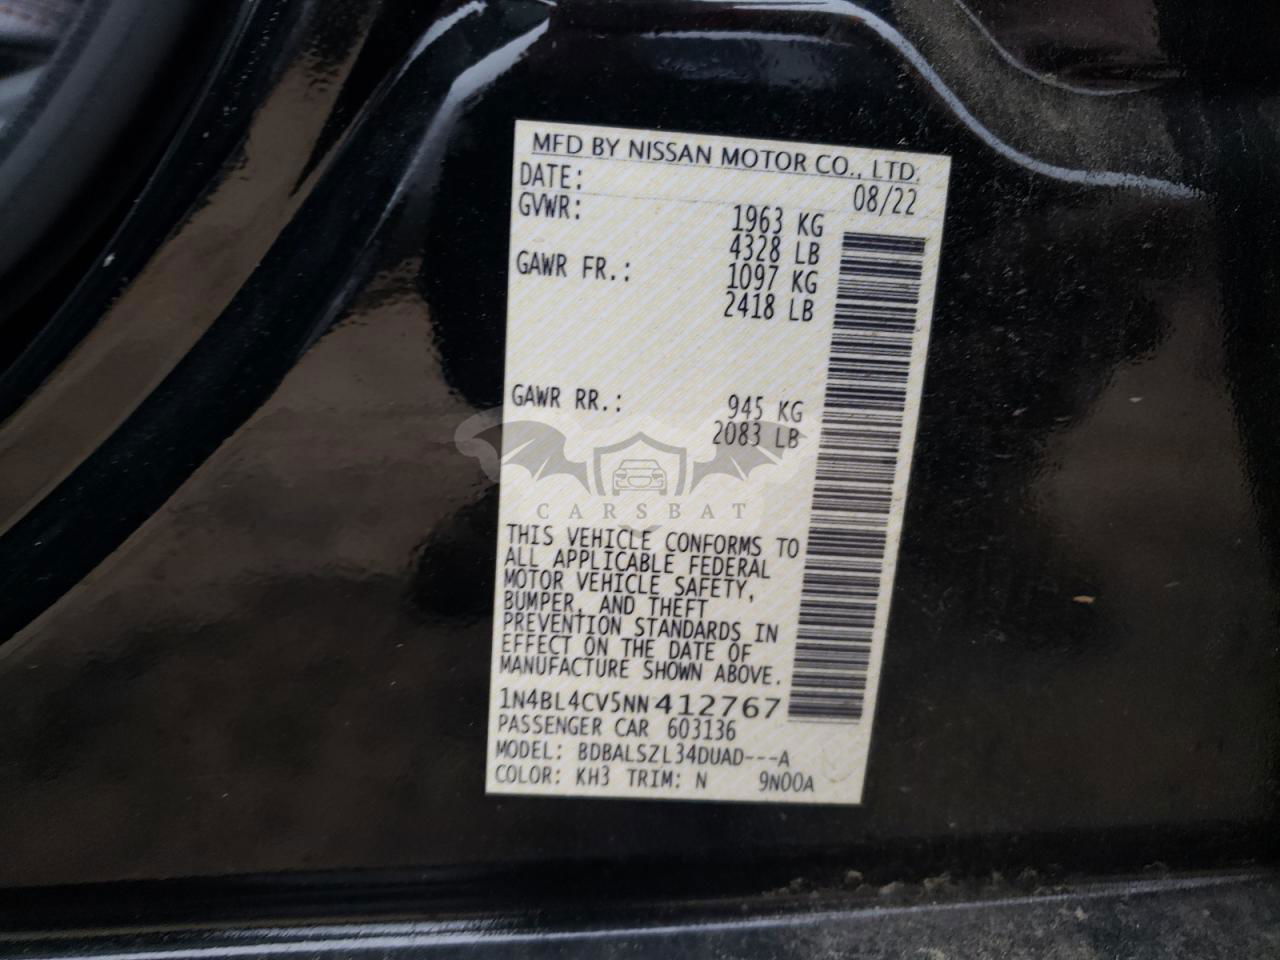 MFD BY NISSAN MOTOR CO., LTD.
DATE: 08/22
GVWR: 1963 KG
4328 LB
GAWR FR.: 1097 KG
2418 LB
GAWR RR.: 945 KG
2083 LB
CARSBAT
THIS VEHICLE CONFORMS TO
ALL APPLICABLE FEDERAL
MOTOR VEHICLE SAFETY,
BUMPER, AND THEFT
PREVENTION STANDARDS IN
EFFECT ON THE DATE OF
MANUFACTURE SHOWN ABOVE.
1N4BL4CV5NN412767
PASSENGER CAR 603136
MODEL: BDBALSZL34DUAD---A
COLOR: KH3 TRIM: N 9N00A